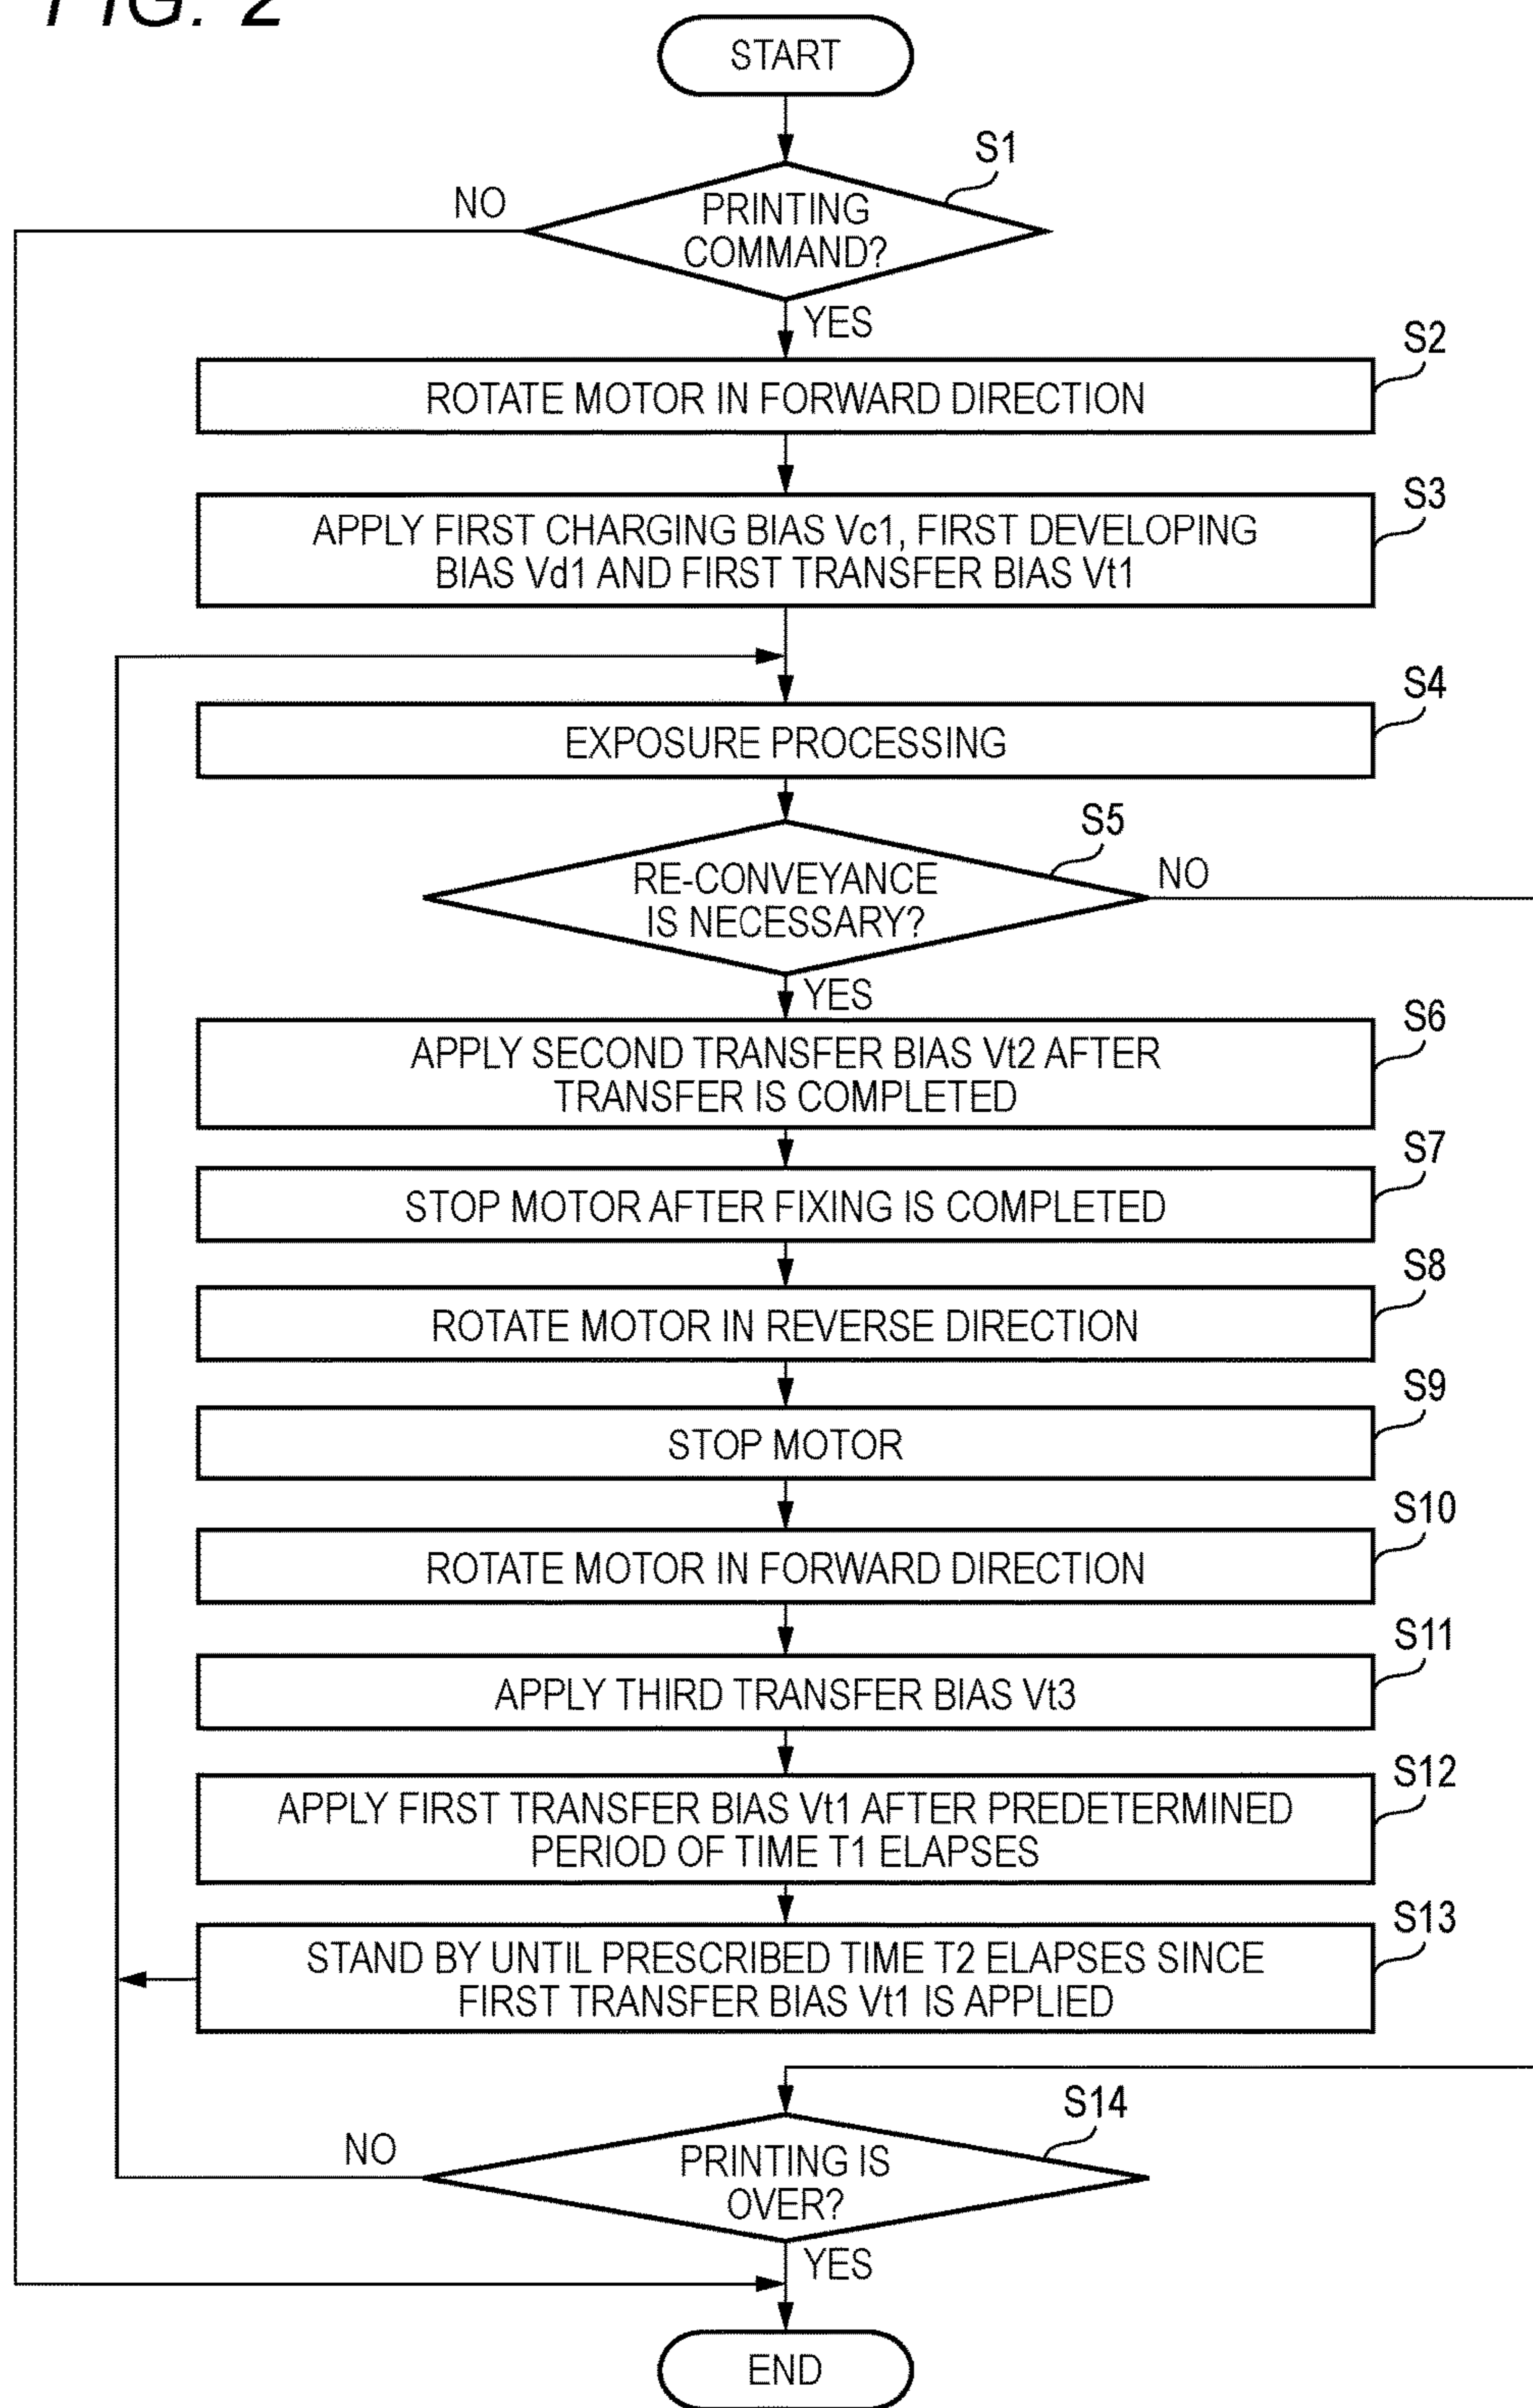 FIG. 2
START
S1
NO
PRINTING
COMMAND?
YES
S2
ROTATE MOTOR IN FORWARD DIRECTION
S3
APPLY FIRST CHARGING BIAS Vc1, FIRST DEVELOPING
BIAS Vd1 AND FIRST TRANSFER BIAS Vt1
S4
EXPOSURE PROCESSING
S5
RE-CONVEYANCE
IS NECESSARY?
NO
YES
S6
APPLY SECOND TRANSFER BIAS Vt2 AFTER
TRANSFER IS COMPLETED
S7
STOP MOTOR AFTER FIXING IS COMPLETED
S8
ROTATE MOTOR IN REVERSE DIRECTION
S9
STOP MOTOR
S10
ROTATE MOTOR IN FORWARD DIRECTION
S11
APPLY THIRD TRANSFER BIAS Vt3
S12
APPLY FIRST TRANSFER BIAS Vt1 AFTER PREDETERMINED
PERIOD OF TIME T1 ELAPSES
S13
STAND BY UNTIL PRESCRIBED TIME T2 ELAPSES SINCE
FIRST TRANSFER BIAS Vt1 IS APPLIED
S14
NO
PRINTING IS
OVER?
YES
END